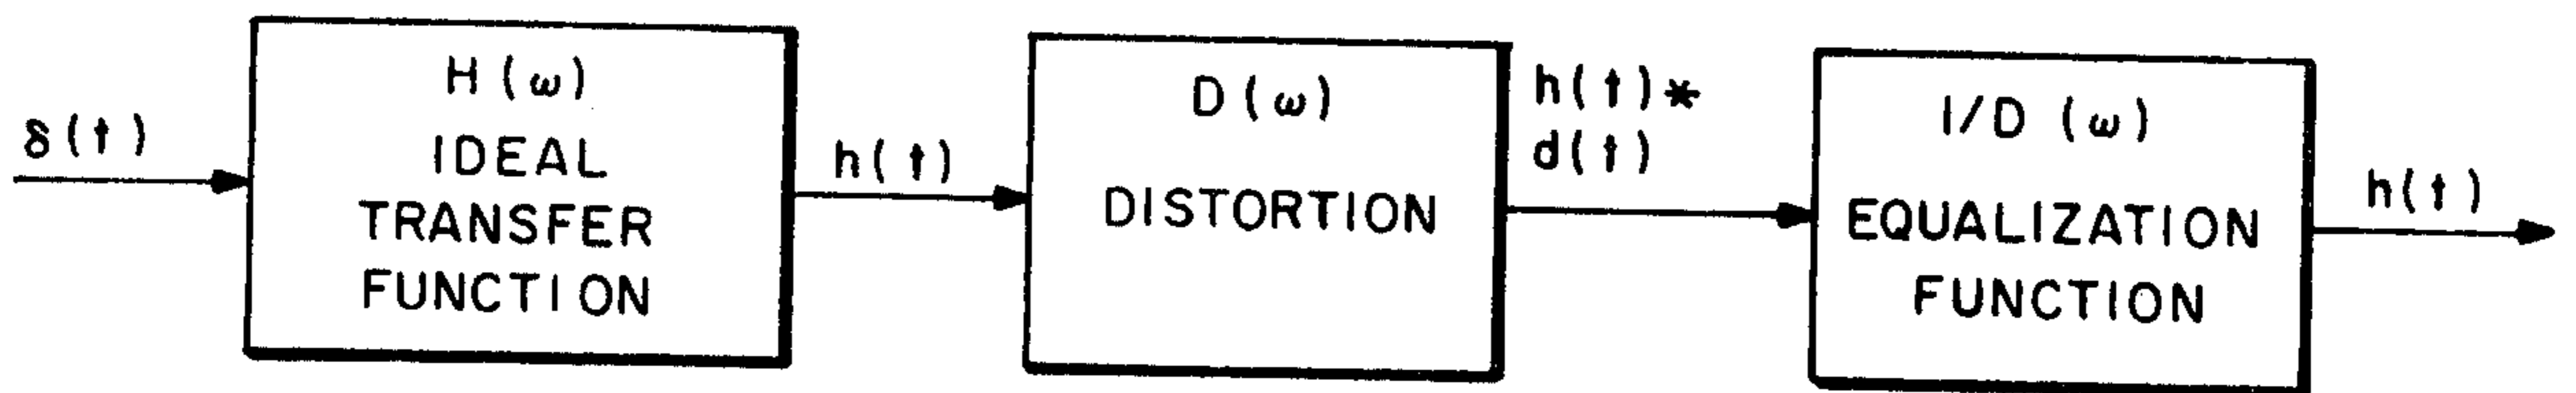 δ(t)
H(ω)
IDEAL
TRANSFER
FUNCTION
h(t)
D(ω)
DISTORTION
h(t)*
d(t)
1/D (ω)
EQUALIZATION
FUNCTION
h(t)